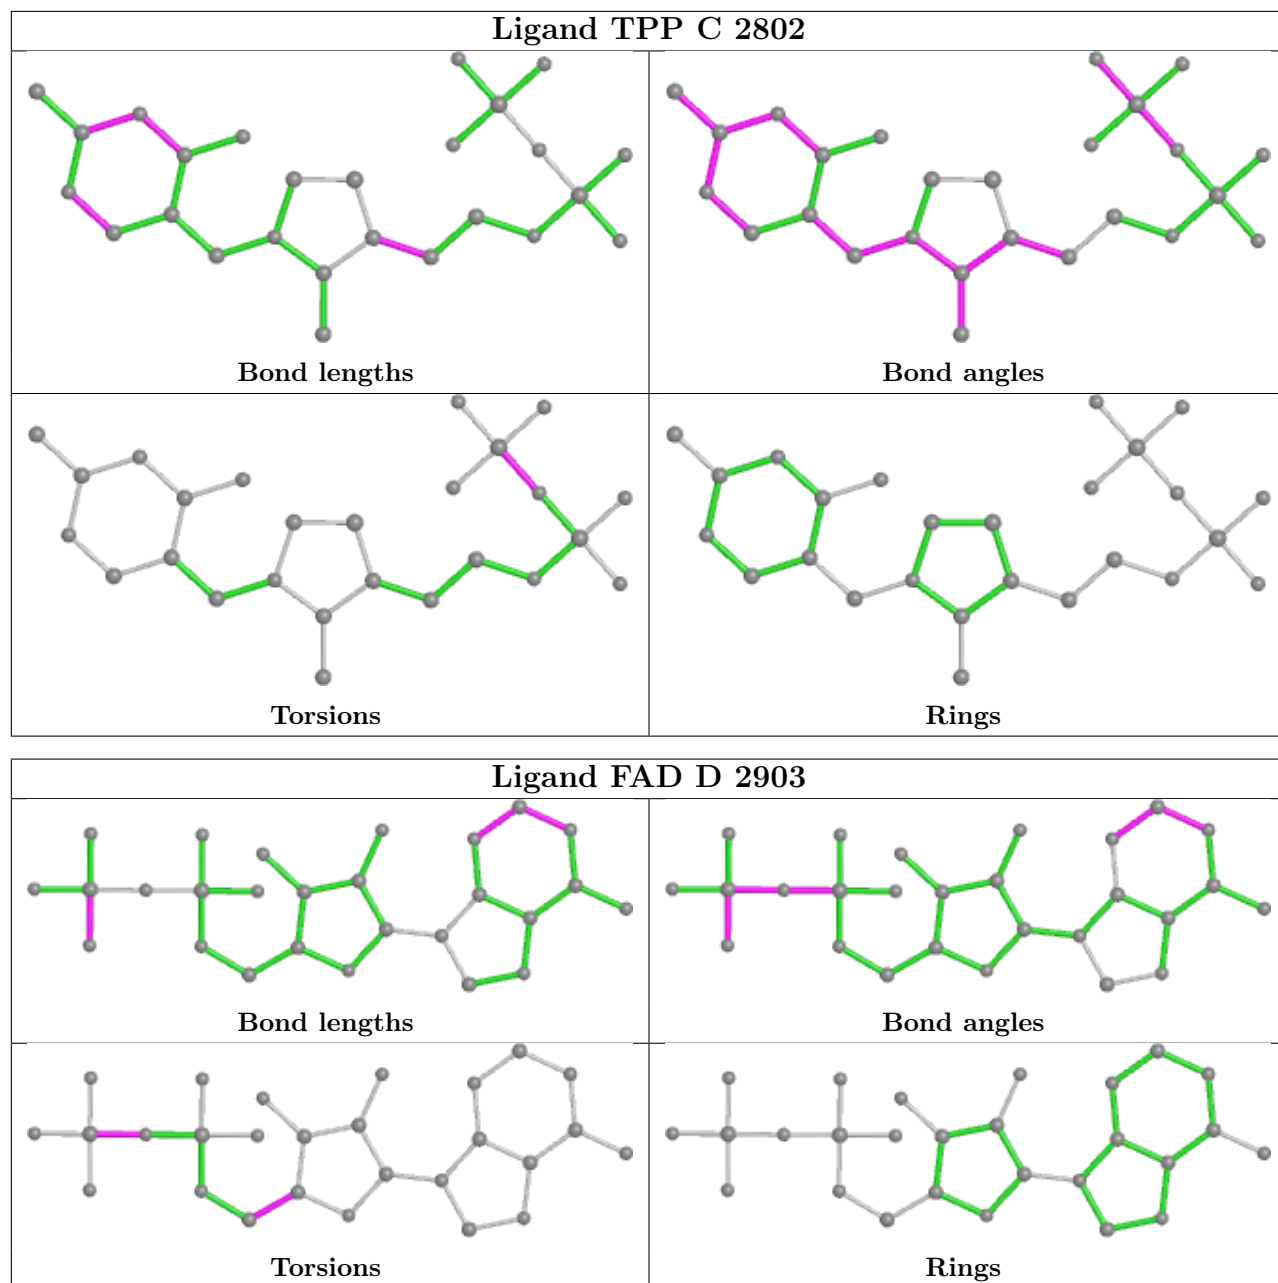 Ligand TPP C 2802
Bond lengths
Bond angles
Torsions
Rings
Ligand FAD D 2903
Bond lengths
Bond angles
Torsions
Rings